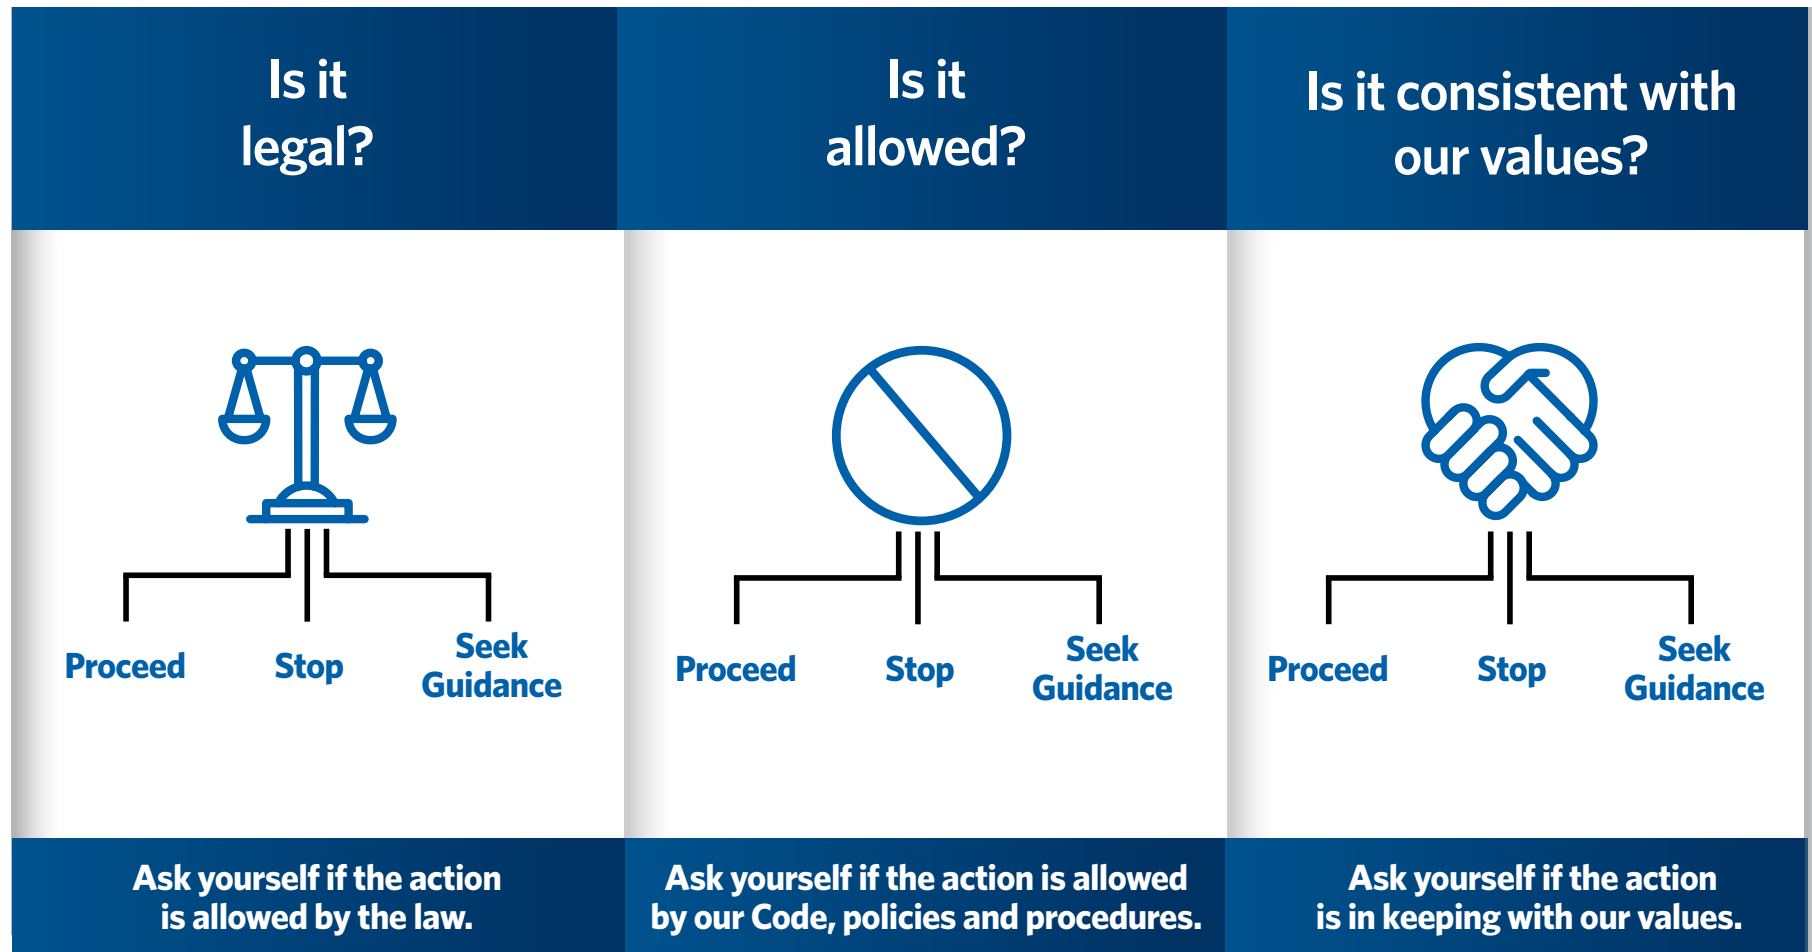 Is it
legal?
Proceed
Stop
Seek
Guidance
Ask yourself if the action
is allowed by the law.
Is it
allowed?
Proceed
Stop
Seek
Guidance
Ask yourself if the action is allowed
by our Code, policies and procedures.
Is it consistent with
our values?
Proceed
Stop
Seek
Guidance
Ask yourself if the action
is in keeping with our values.